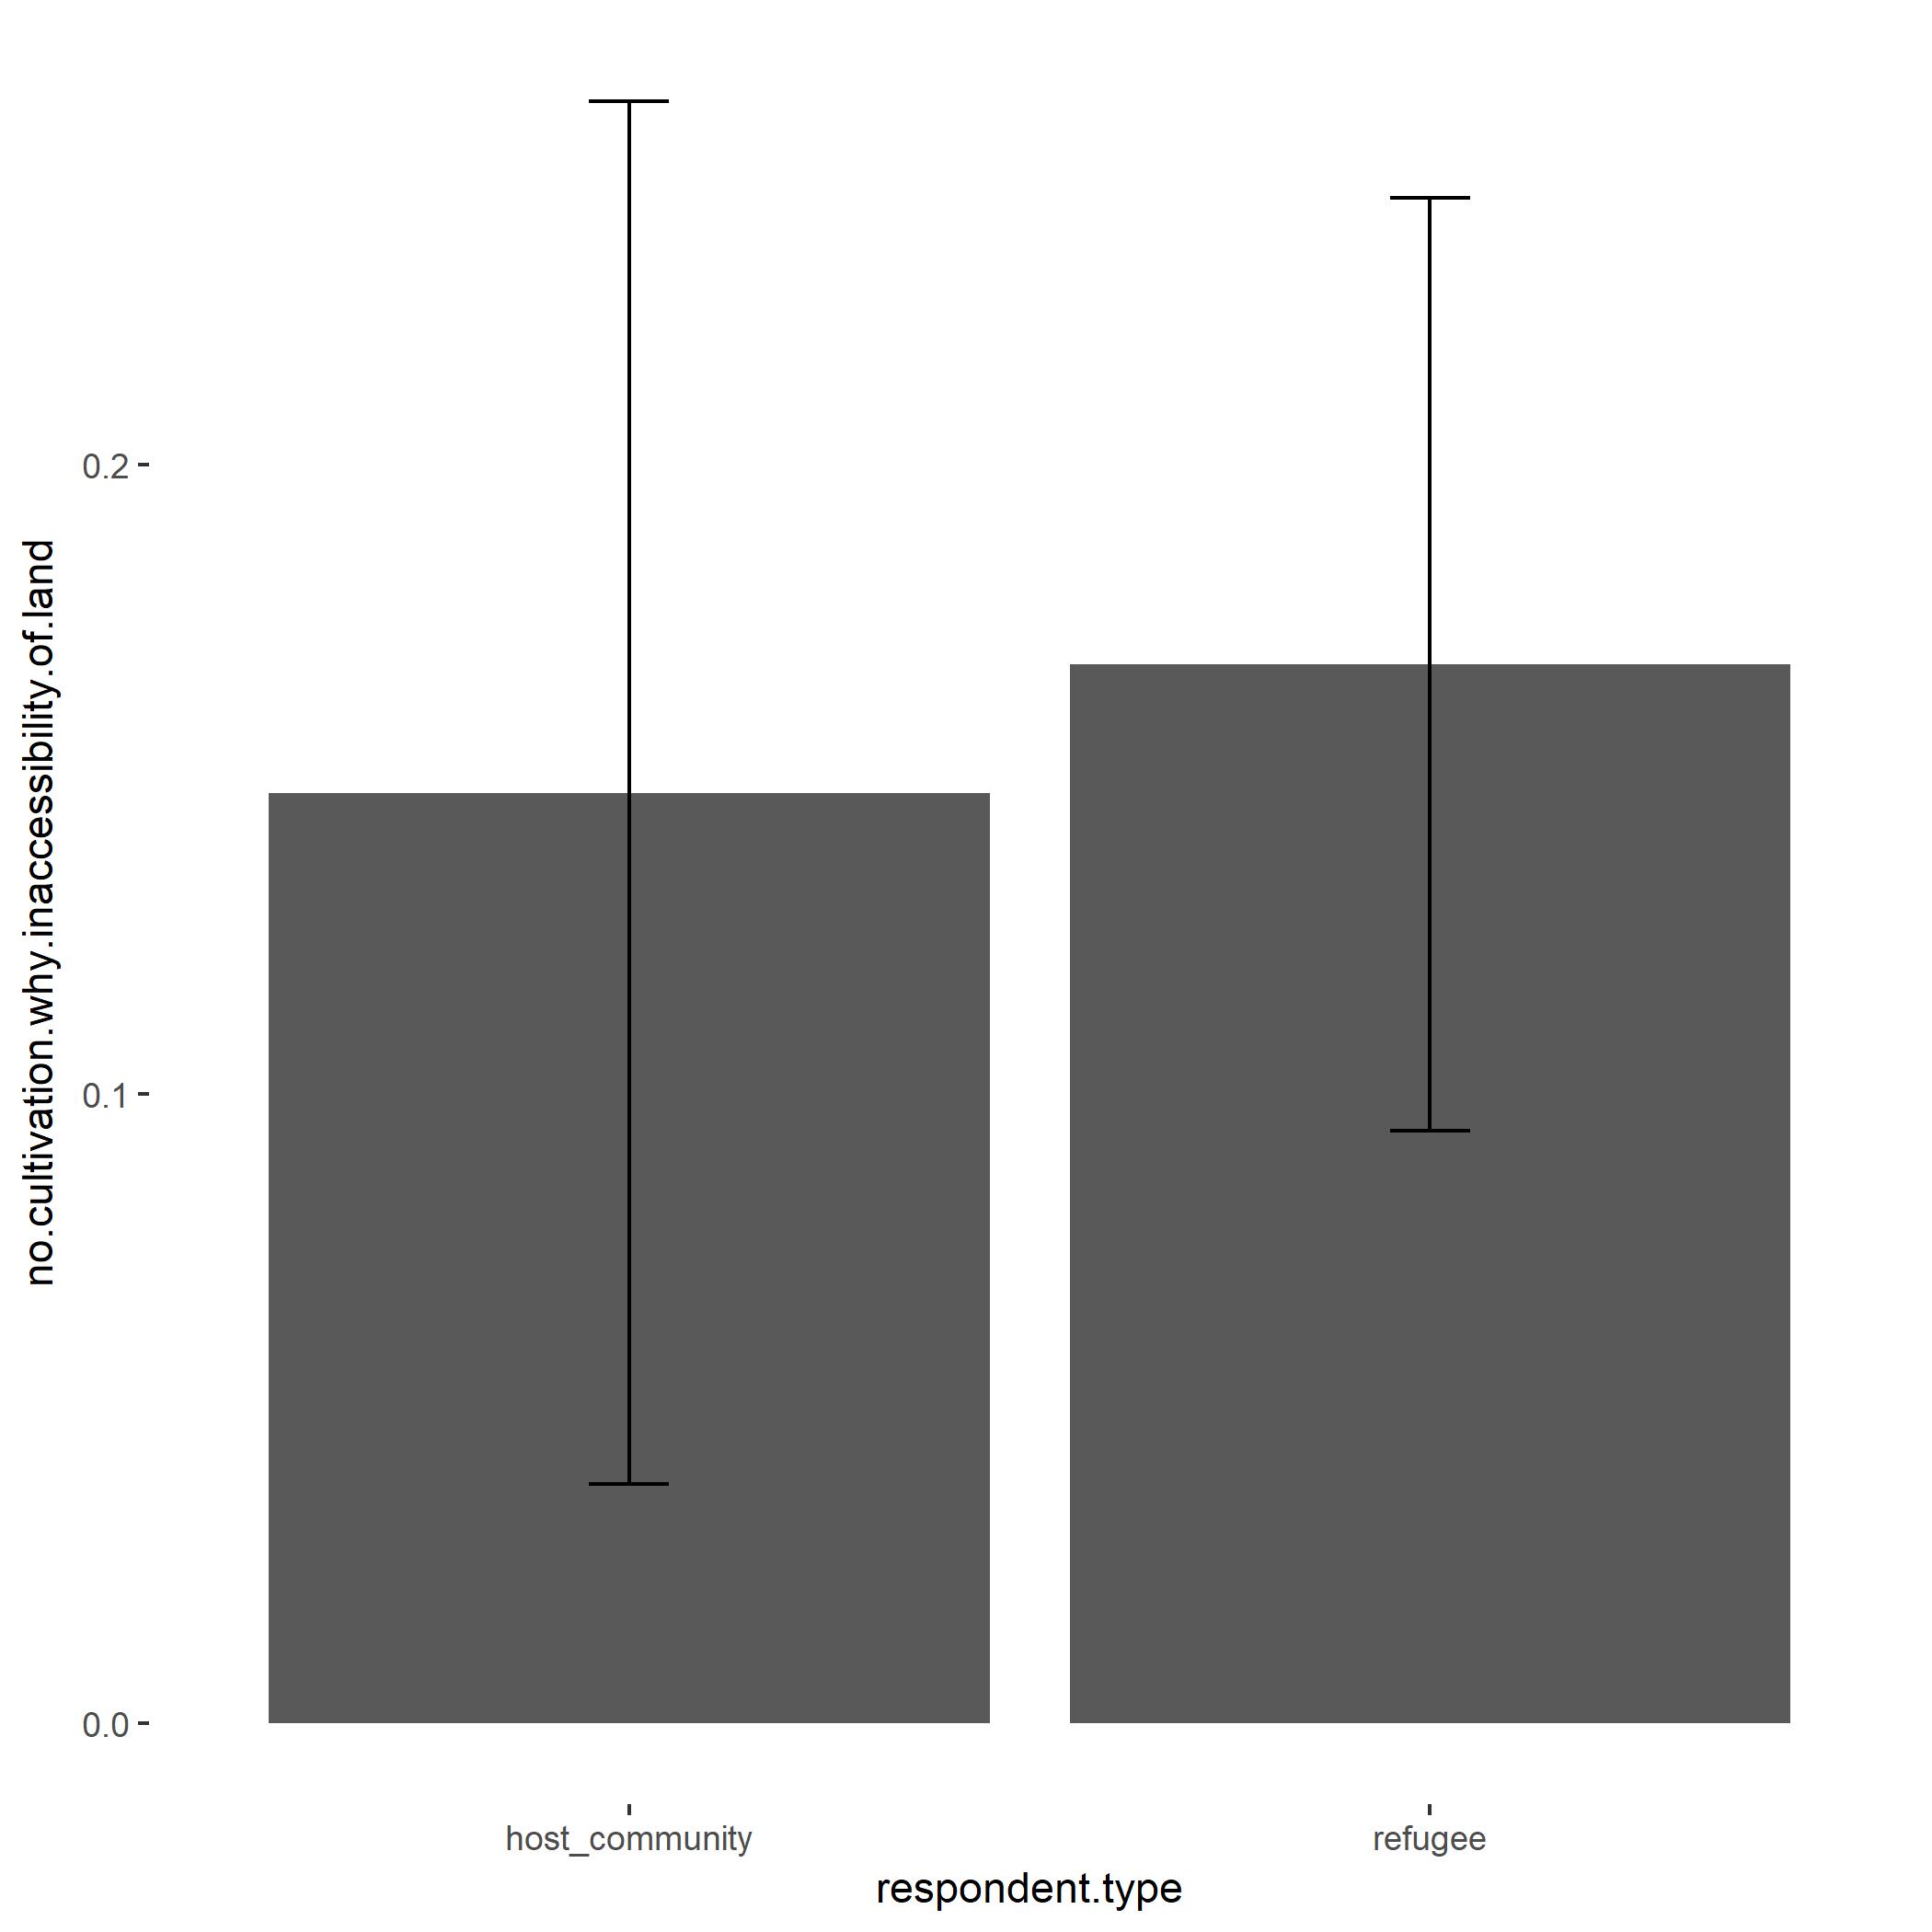 no.cultivation.why.inaccessibility.of.land
0.2
0.1
0.0
host_community
refugee
respondent.type